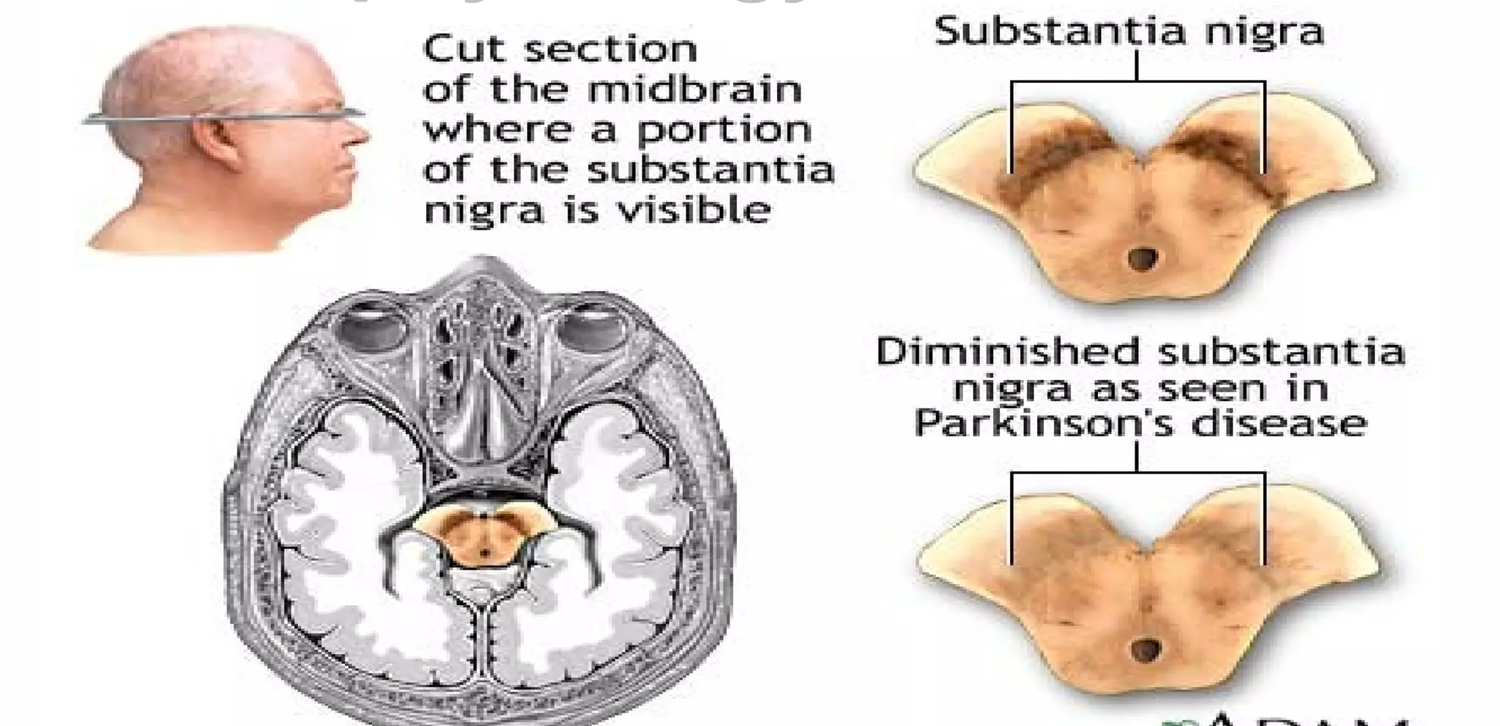 Cut section
of the midbrain
where a portion
of the substantia
nigra is visible
Substantia nigra
Diminished substantia
nigra as seen in
Parkinson's disease
ADAM